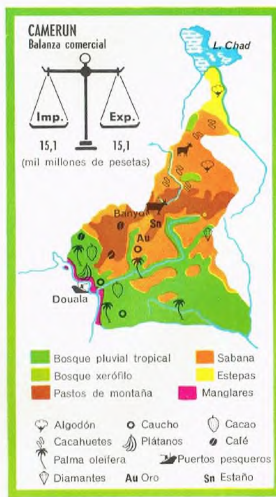 CAMERUN
Balanza comercial
L. Chad
Imp. Exp.
15,1 15,1
(mil millones de pesetas)
Banyo
Sn
Au
Douala
Bosque pluvial tropical Sabana
Bosque xerófilo Estepas
Pastos de montaña Manglares
Algodón Caucho Cacao
Cacahuetes Plátanos Café
Palma oleifera Puertos pesqueros
Diamantes Au Oro Sn Estaño